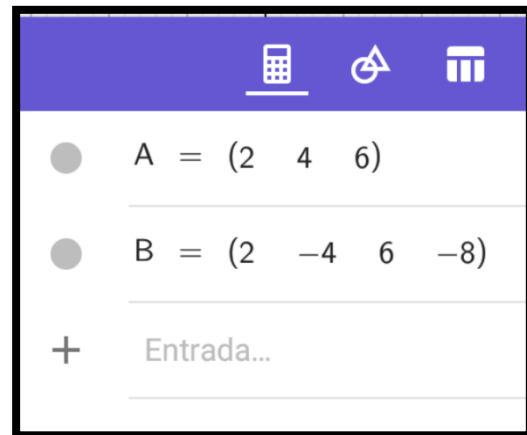 A = (2 4 6)
B = (2 −4 6 −8)
+ Entrada...